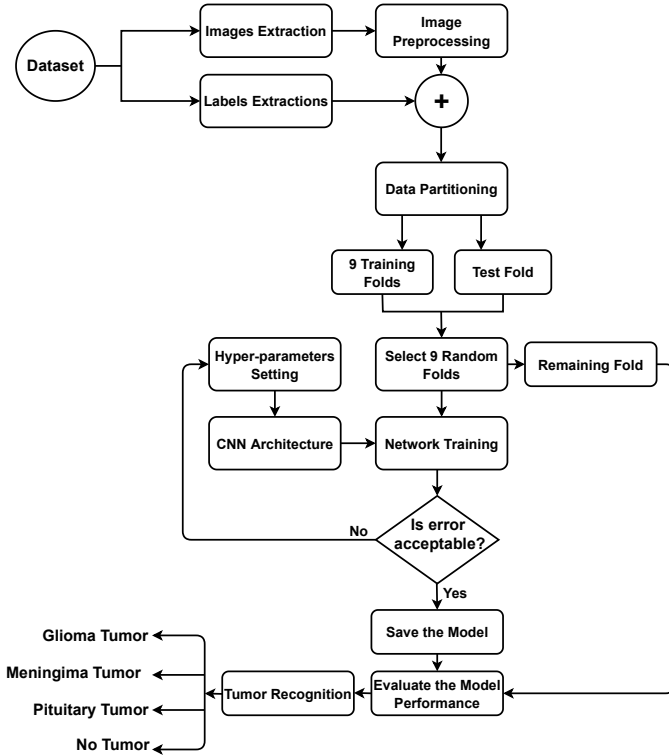 Dataset
Images Extraction
Image
Preprocessing
Labels Extractions
+
Data Partitioning
9 Training
Folds
Test Fold
Hyper-parameters
Setting
Select 9 Random
Folds
Remaining Fold
CNN Architecture
Network Training
Is error
acceptable?
No
Yes
Save the Model
Glioma Tumor
Meningima Tumor
Pituitary Tumor
No Tumor
Tumor Recognition
Evaluate the Model
Performance